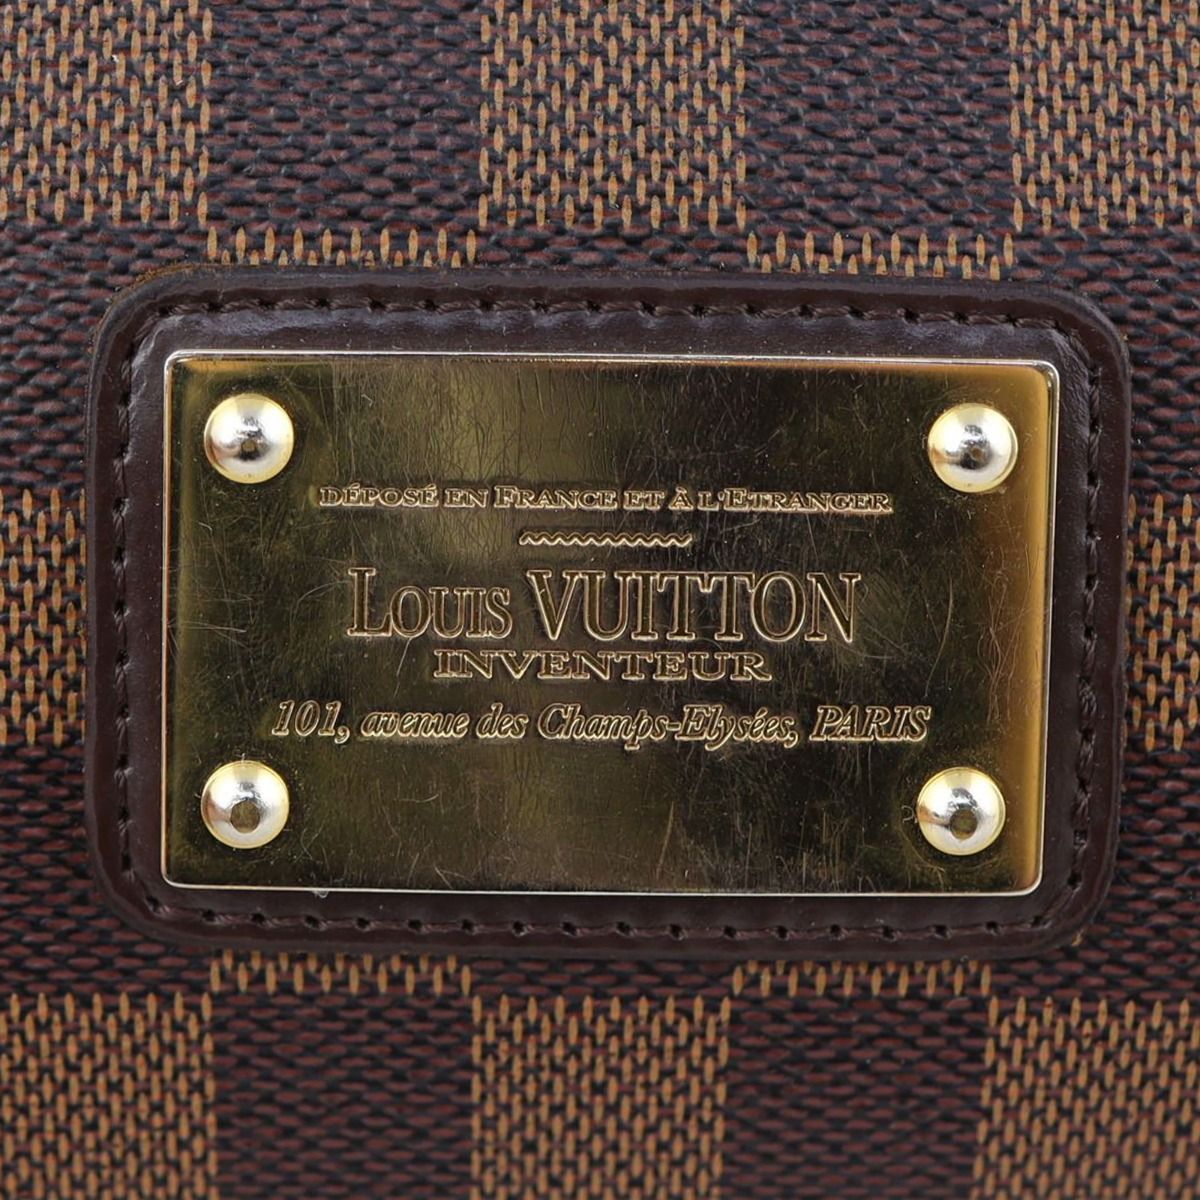 DÉPOSÉ EN FRANCE ET À L'ETRANGER
LOUIS VUITTON
INVENTEUR
101, avenue des Champs-Elysées, PARIS